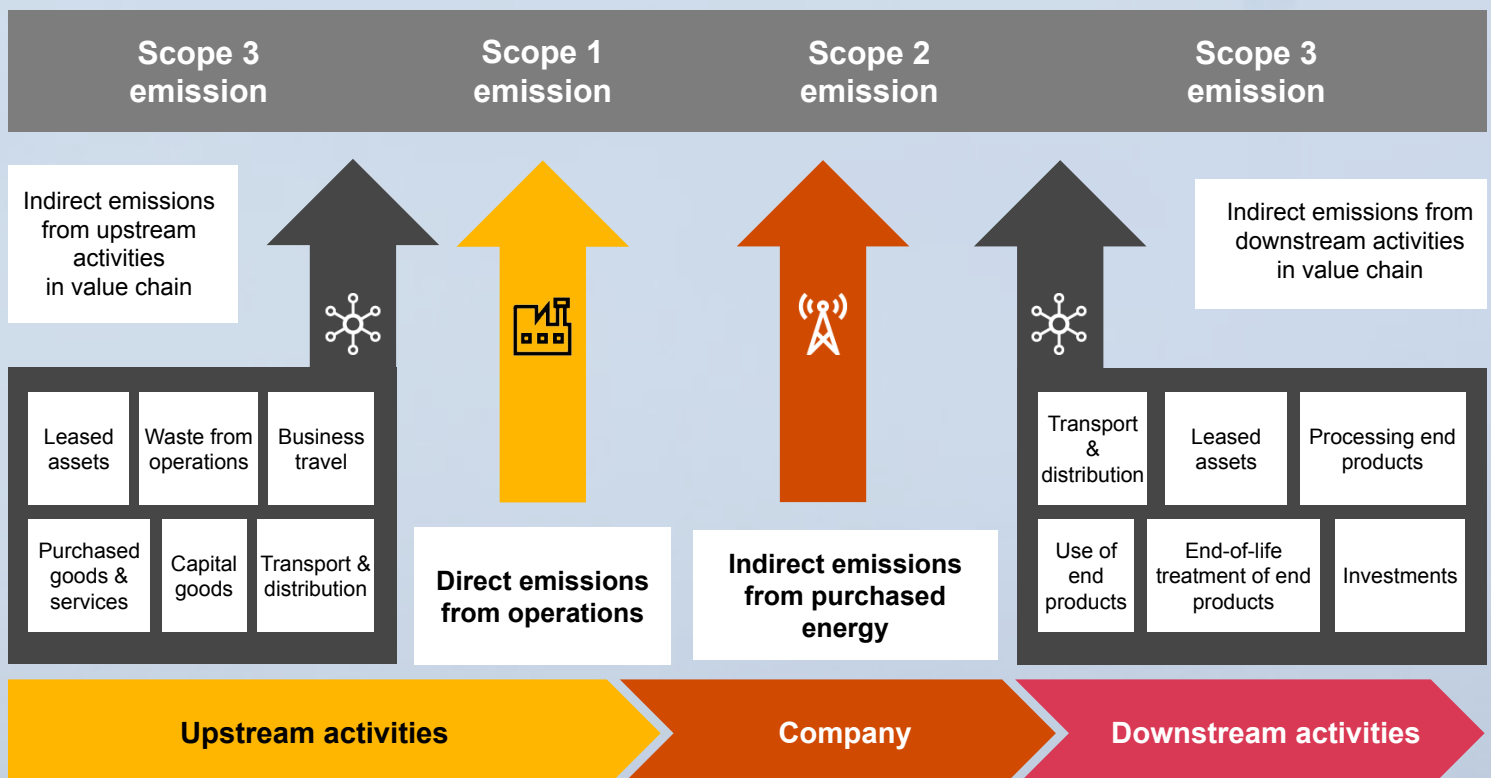 Scope 3
emission
Scope 1
emission
Scope 2
emission
Scope 3
emission
Indirect emissions
from upstream
activities
in value chain
Indirect emissions from
downstream activities
in value chain
Leased
assets
Waste from
operations
Business
travel
Purchased
goods &
services
Capital
goods
Transport &
distribution
Direct emissions
from operations
Indirect emissions
from purchased
energy
Transport
&
distribution
Leased
assets
Processing end
products
Use of
end
products
End-of-life
treatment of end
products
Investments
Upstream activities
Company
Downstream activities